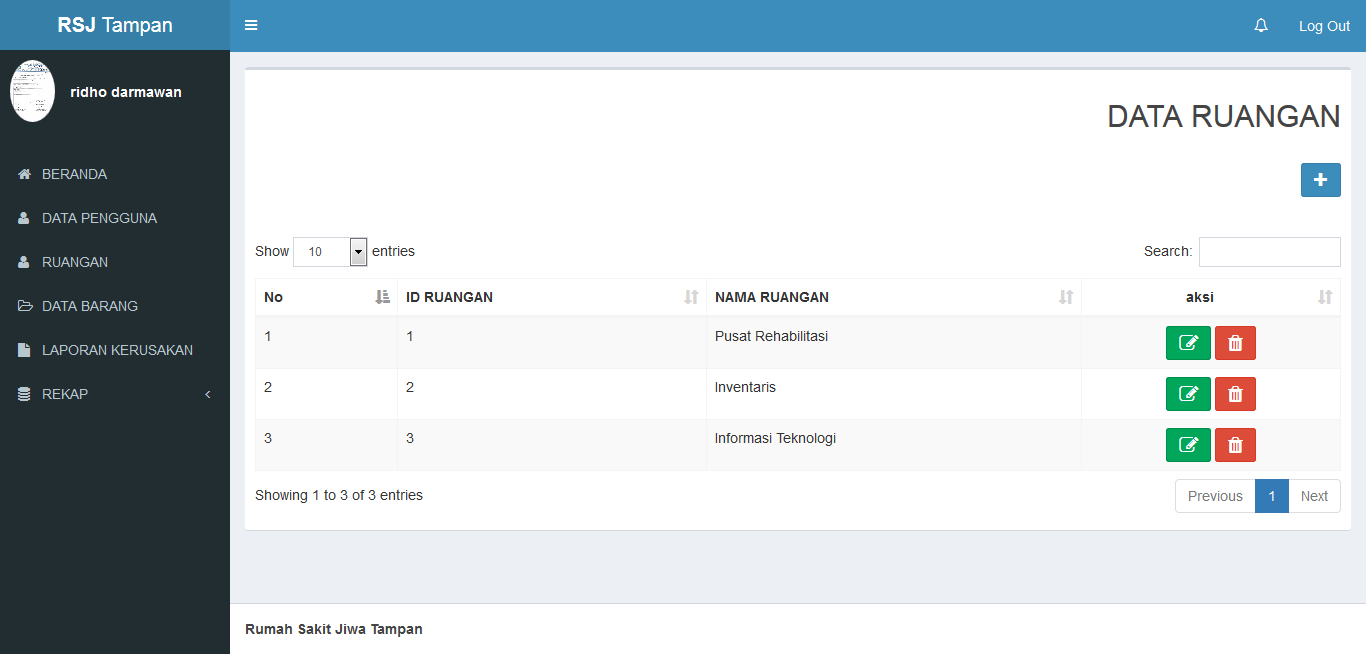 RSJ Tampan
Log Out
ridho darmawan
BERANDA
DATA PENGGUNA
RUANGAN
DATA BARANG
LAPORAN KERUSAKAN
REKAP
DATA RUANGAN
Show 10 entries
Search:
No ID RUANGAN NAMA RUANGAN aksi
1 1 Pusat Rehabilitasi
2 2 Inventaris
3 3 Informasi Teknologi
Showing 1 to 3 of 3 entries
Previous 1 Next
Rumah Sakit Jiwa Tampan